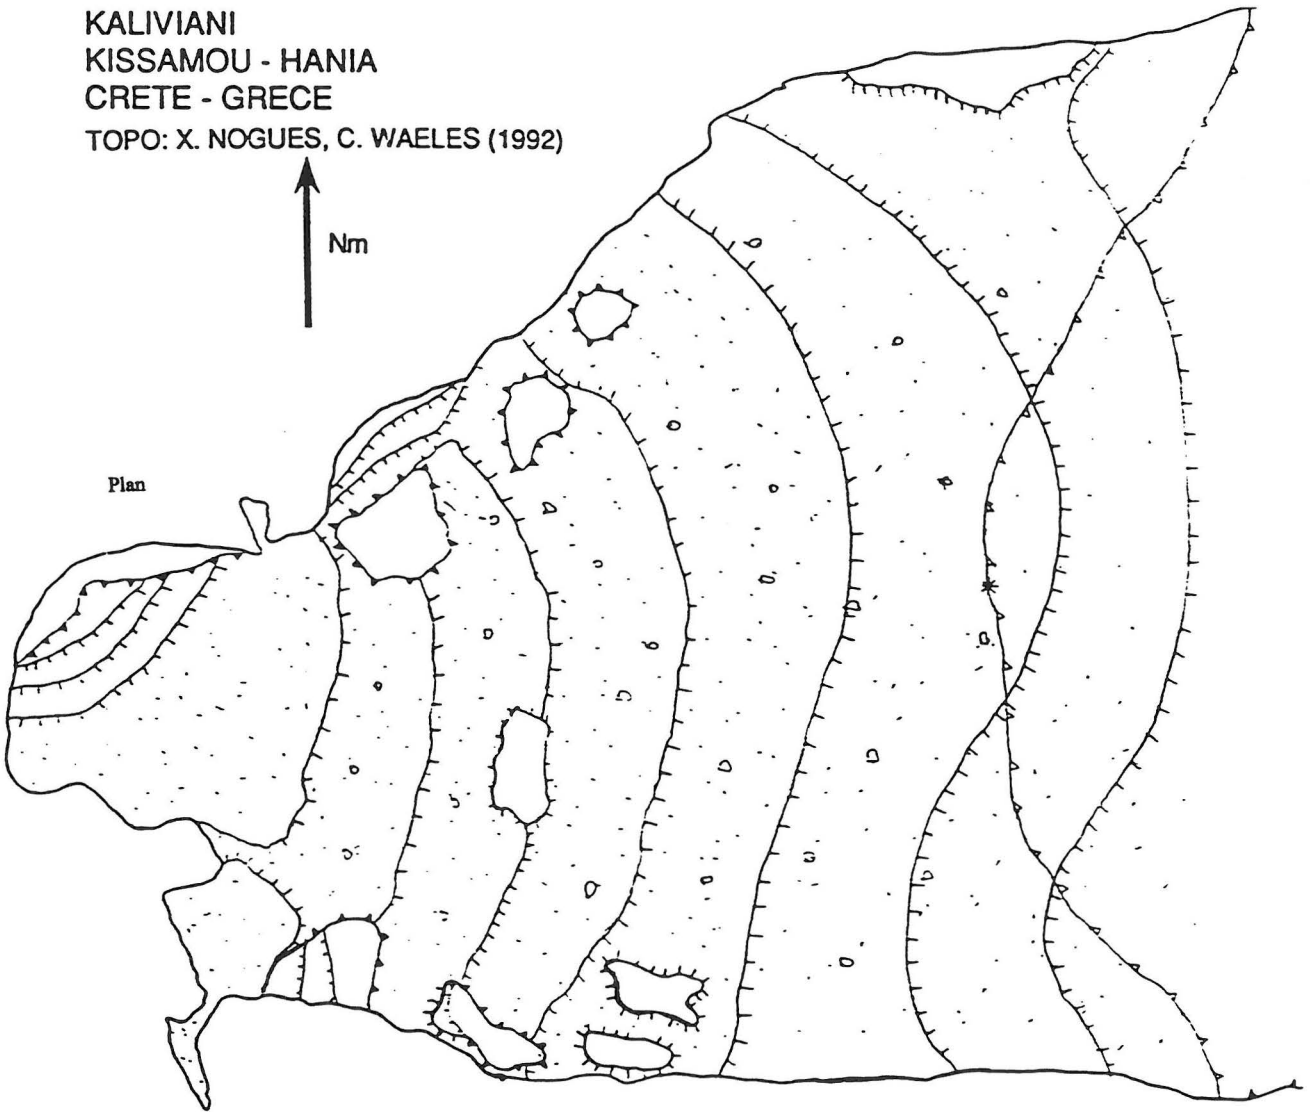 KALIVIANI
KISSAMOU - HANIA
CRETE - GRECE
TOPO: X. NOGUES, C. WAELES (1992)
Nm
Plan